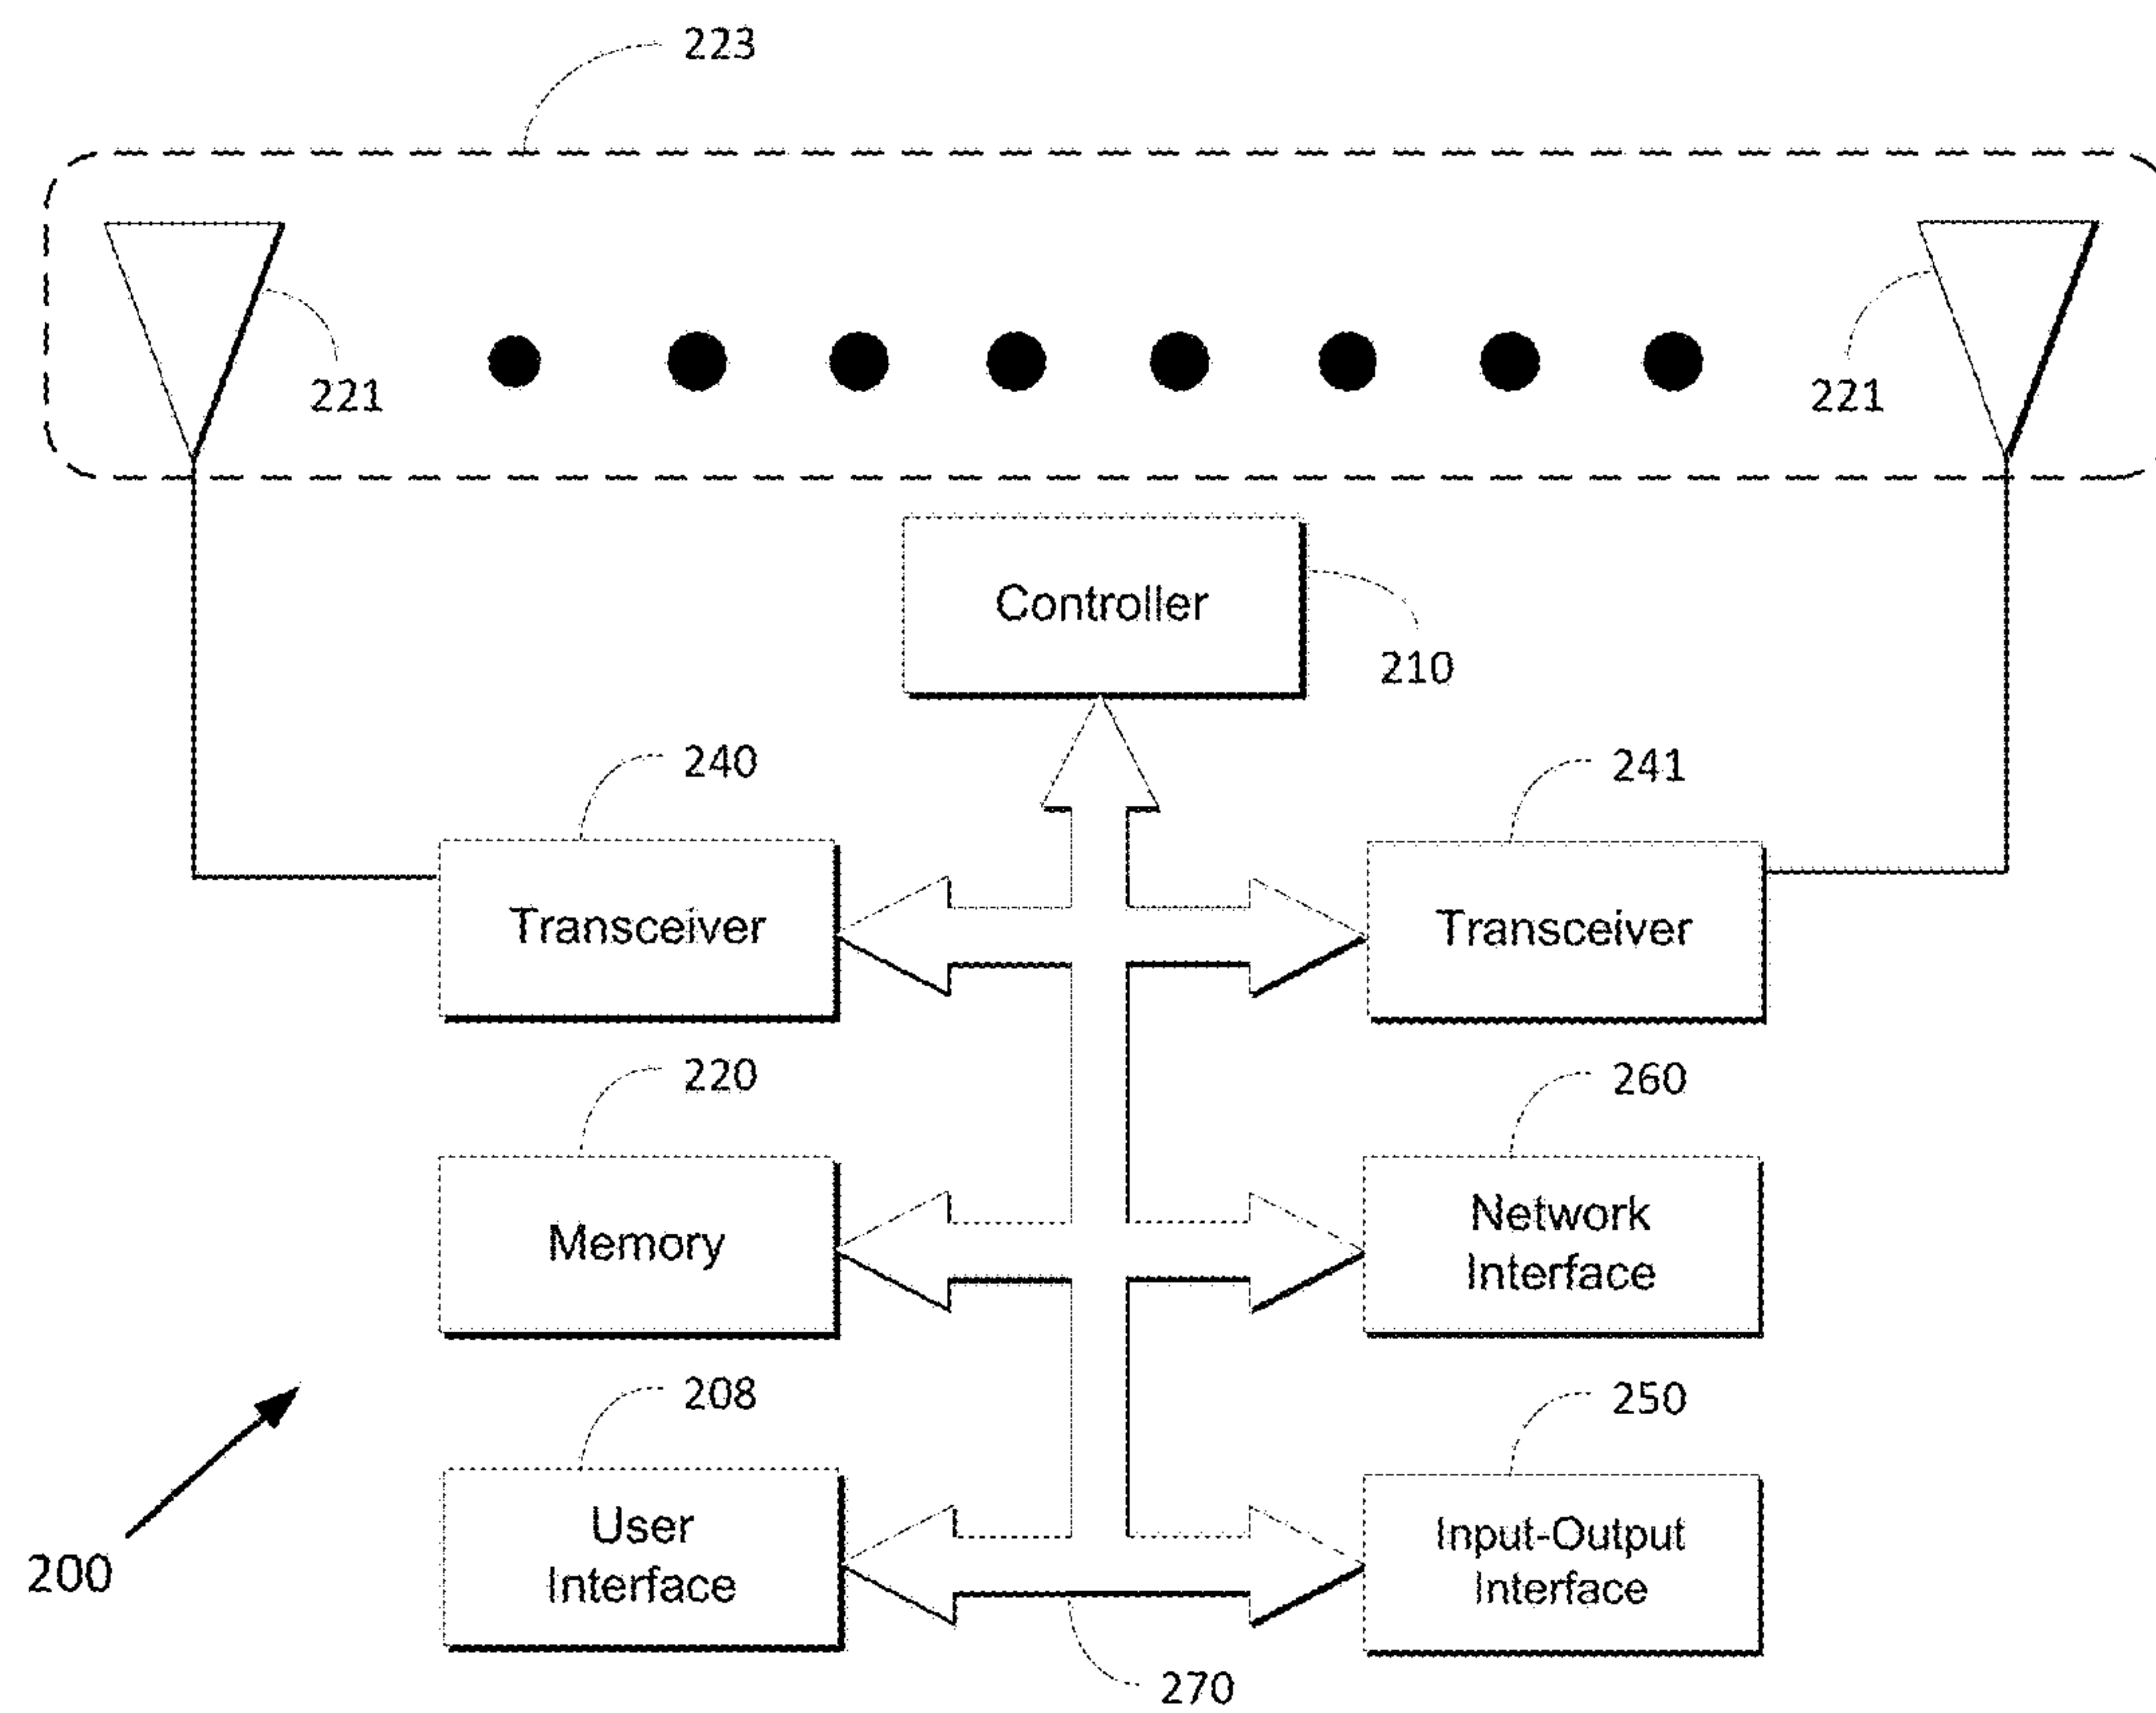 223
221
221
Controller
210
240
241
Transceiver
Transceiver
220
260
Memory
Network
Interface
208
250
User
Interface
Input-Output
Interface
200
270